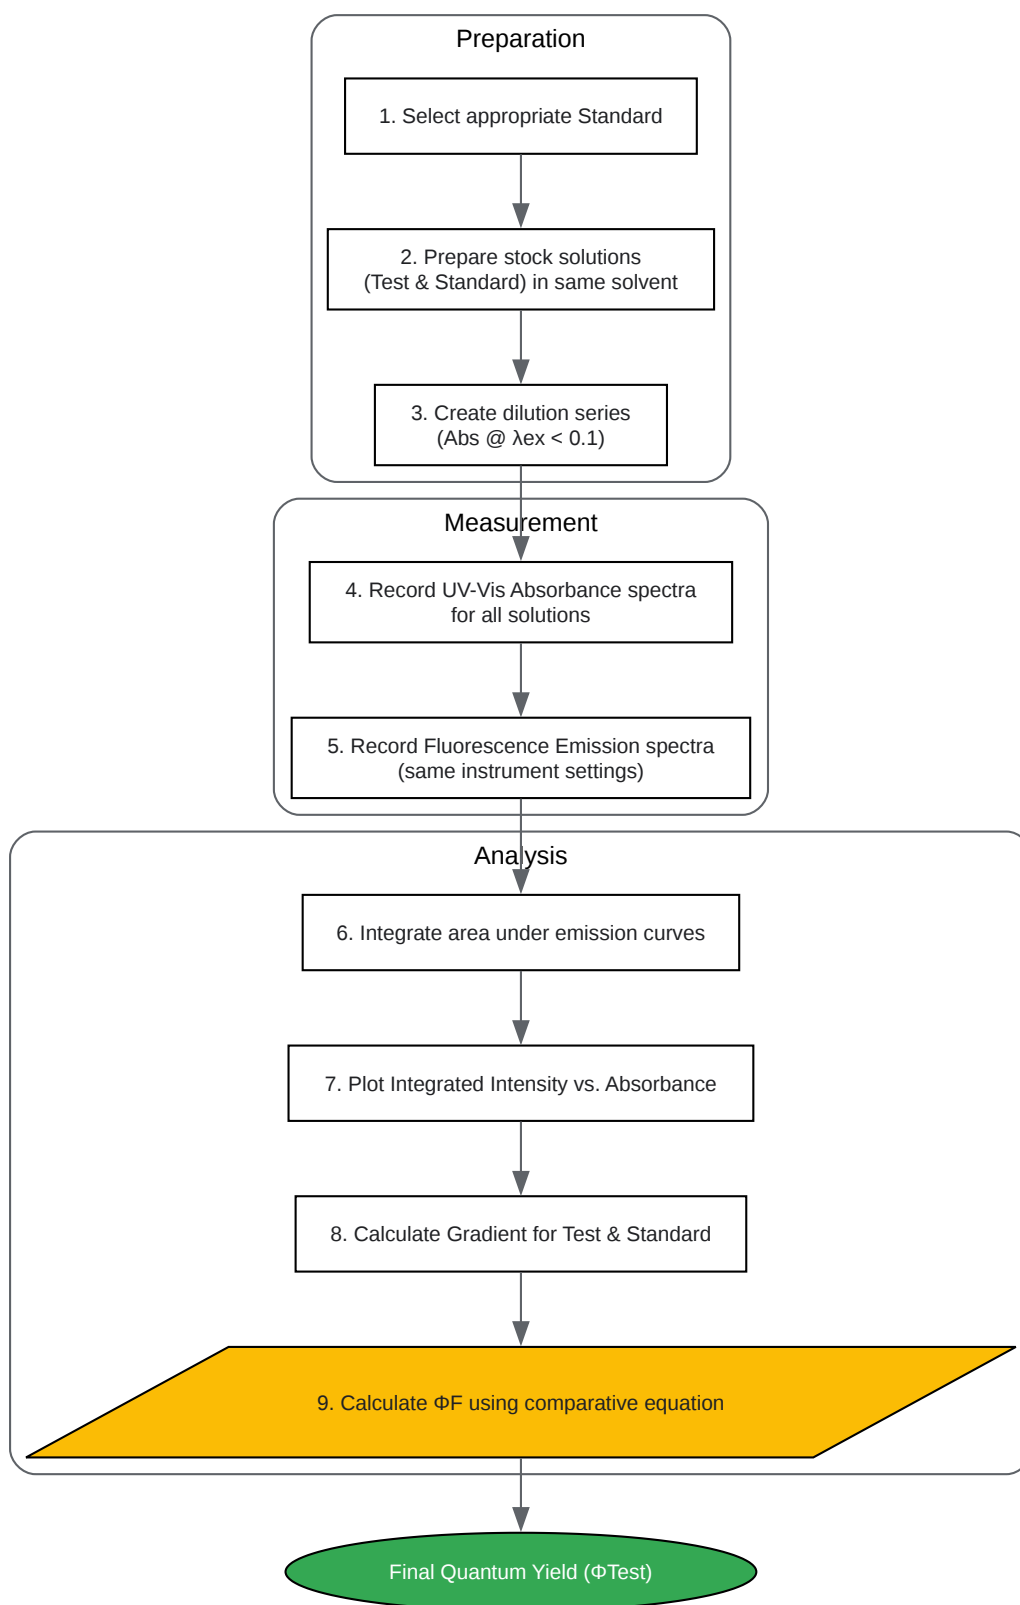 Preparation
1. Select appropriate Standard
2. Prepare stock solutions
(Test & Standard) in same solvent
3. Create dilution series
(Abs @ λex < 0.1)
Measurement
4. Record UV-Vis Absorbance spectra
for all solutions
5. Record Fluorescence Emission spectra
(same instrument settings)
Analysis
6. Integrate area under emission curves
7. Plot Integrated Intensity vs. Absorbance
8. Calculate Gradient for Test & Standard
9. Calculate ΦF using comparative equation
Final Quantum Yield (ΦTest)